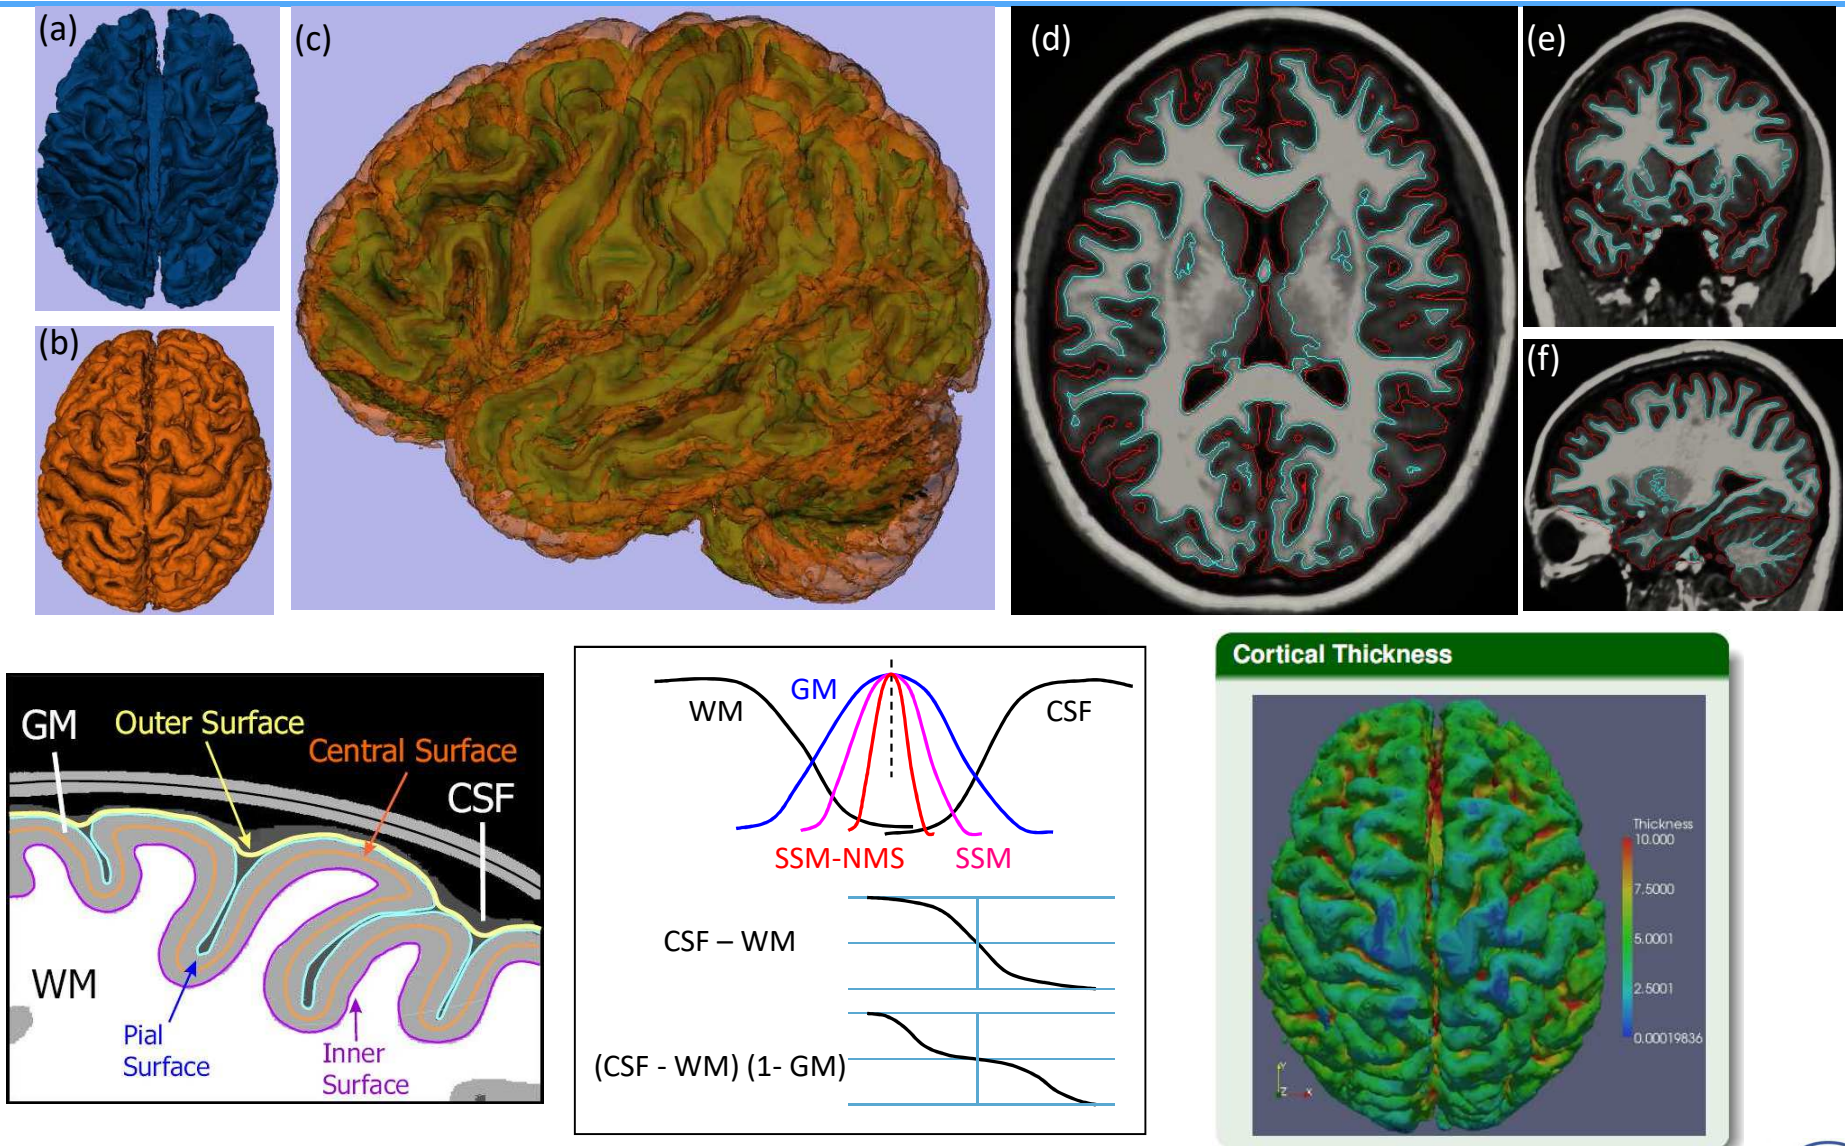 (a)
(b)
(c)
(d)
(e)
(f)
GM
Outer Surface
Central Surface
CSF
WM
Pial
Surface
Inner
Surface
WM
GM
CSF
SSM-NMS
SSM
CSF – WM
(CSF - WM) (1- GM)
Cortical Thickness
Thickness
10.000
7.5000
5.0001
2.5001
0.00019836
Y
Z
X